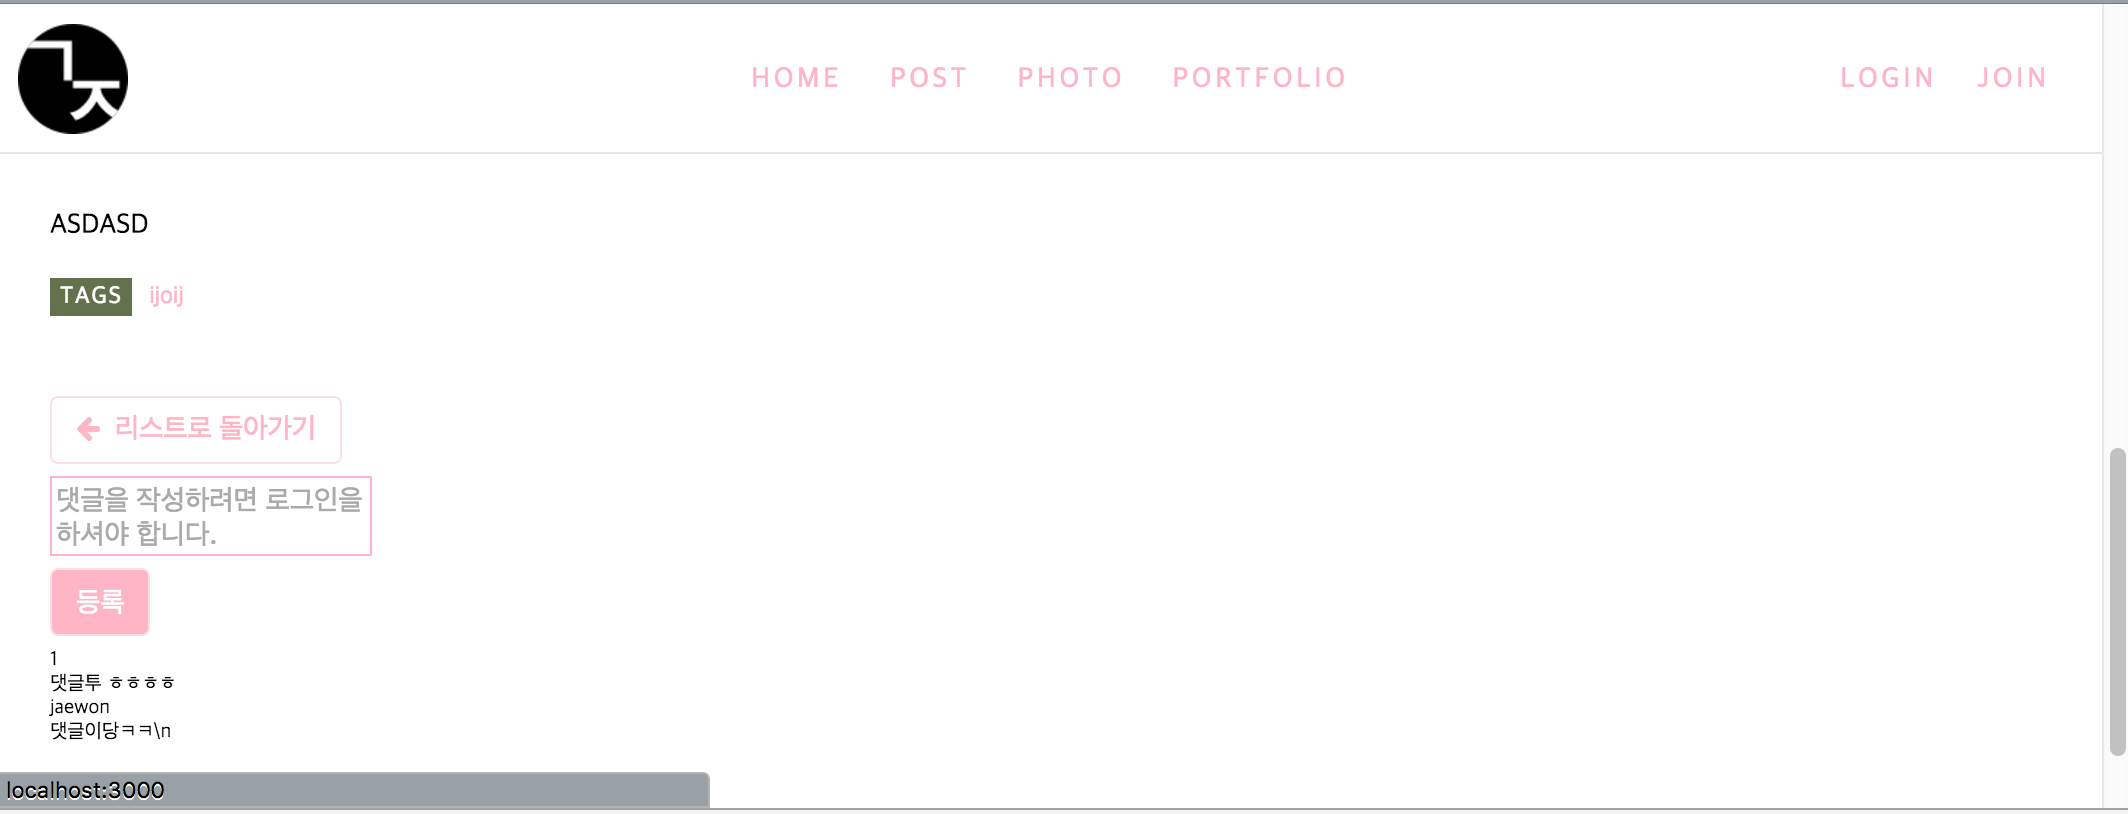 ㄱㅈ
HOME POST PHOTO PORTFOLIO LOGIN JOIN
ASDASD
TAGS ijoij
리스트로 돌아가기
댓글을 작성하려면 로그인을
하셔야 합니다.
등록
1
댓글투 ㅎㅎㅎㅎ
jaewon
댓글이당ㅋㅋ\n
localhost:3000